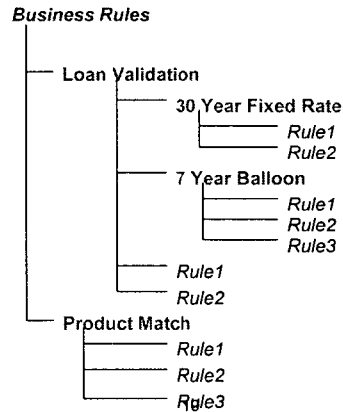 Business Rules
Loan Validation
30 Year Fixed Rate
Rule1
Rule2
7 Year Balloon
Rule1
Rule2
Rule3
Rule1
Rule2
Product Match
Rule1
Rule2
Rule3